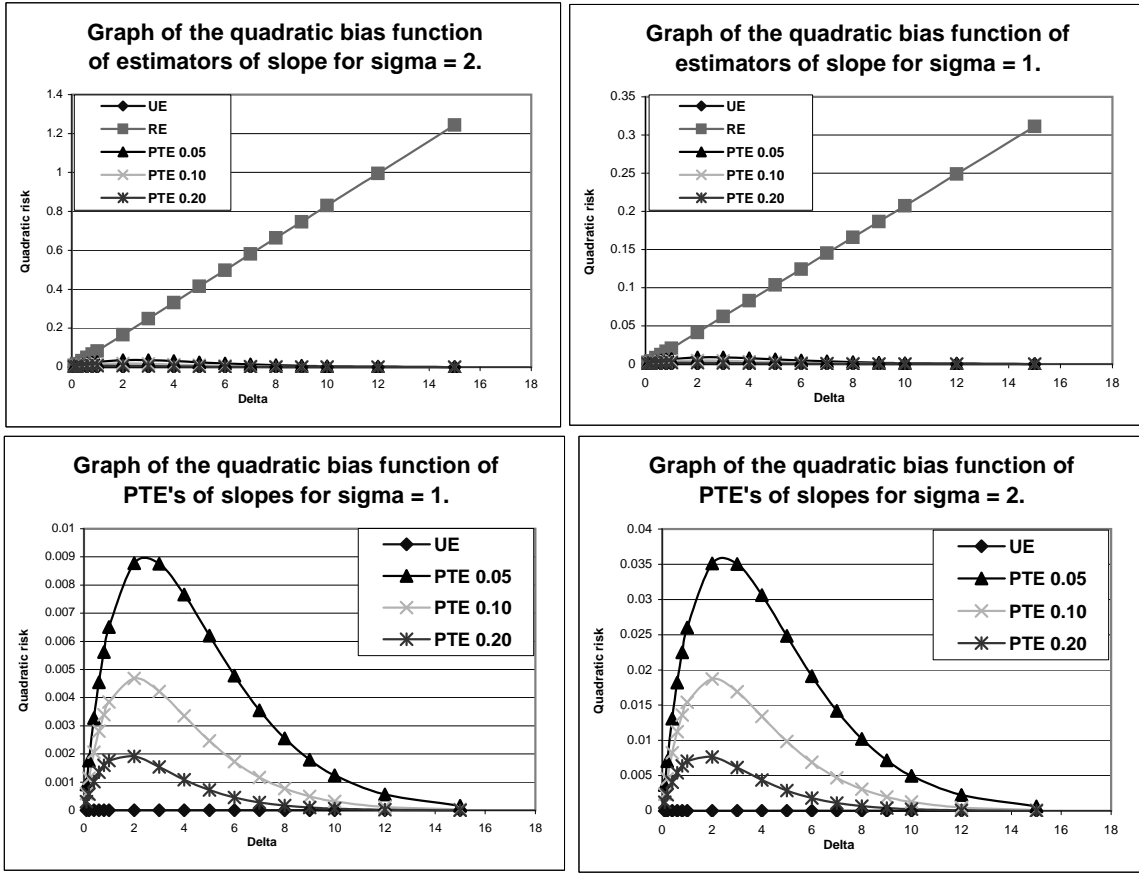 Graph of the quadratic bias function
of estimators of slope for sigma = 2.
1.4
1.2
1
0.8
0.6
0.4
0.2
0
Quadratic risk
UE
RE
PTE 0.05
PTE 0.10
PTE 0.20
0 2 4 6 8 10 12 14 16 18
Delta
Graph of the quadratic bias function of
estimators of slope for sigma = 1.
0.35
0.3
0.25
0.2
0.15
0.1
0.05
0
Quadratic risk
UE
RE
PTE 0.05
PTE 0.10
PTE 0.20
0 2 4 6 8 10 12 14 16 18
Delta
Graph of the quadratic bias function of
PTE's of slopes for sigma = 1.
0.01
0.009
0.008
0.007
0.006
0.005
0.004
0.003
0.002
0.001
0
Quadratic risk
UE
PTE 0.05
PTE 0.10
PTE 0.20
0 2 4 6 8 10 12 14 16 18
Delta
Graph of the quadratic bias function of
PTE's of slopes for sigma = 2.
0.04
0.035
0.03
0.025
0.02
0.015
0.01
0.005
0
Quadratic risk
UE
PTE 0.05
PTE 0.10
PTE 0.20
0 2 4 6 8 10 12 14 16 18
Delta